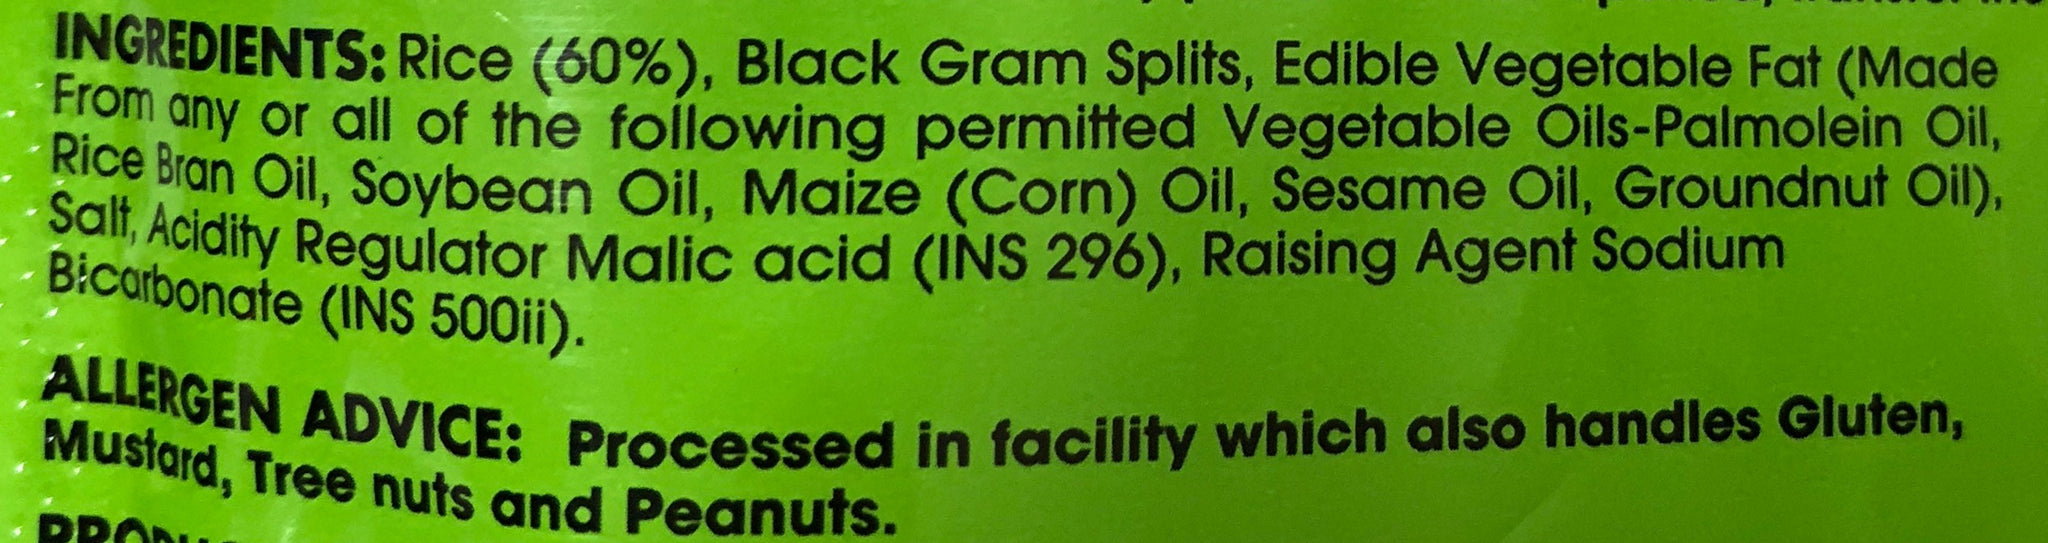 INGREDIENTS: Rice (60%), Black Gram Splits, Edible Vegetable Fat (Made
From any or all of the following permitted Vegetable Oils-Palmolein Oil,
Rice Bran Oil, Soybean Oil, Maize (Corn) Oil, Sesame Oil, Groundnut Oil),
Salt, Acidity Regulator Malic acid (INS 296), Raising Agent Sodium
Bicarbonate (INS 500ii).
ALLERGEN ADVICE: Processed in facility which also handles Gluten,
Mustard, Tree nuts and Peanuts.